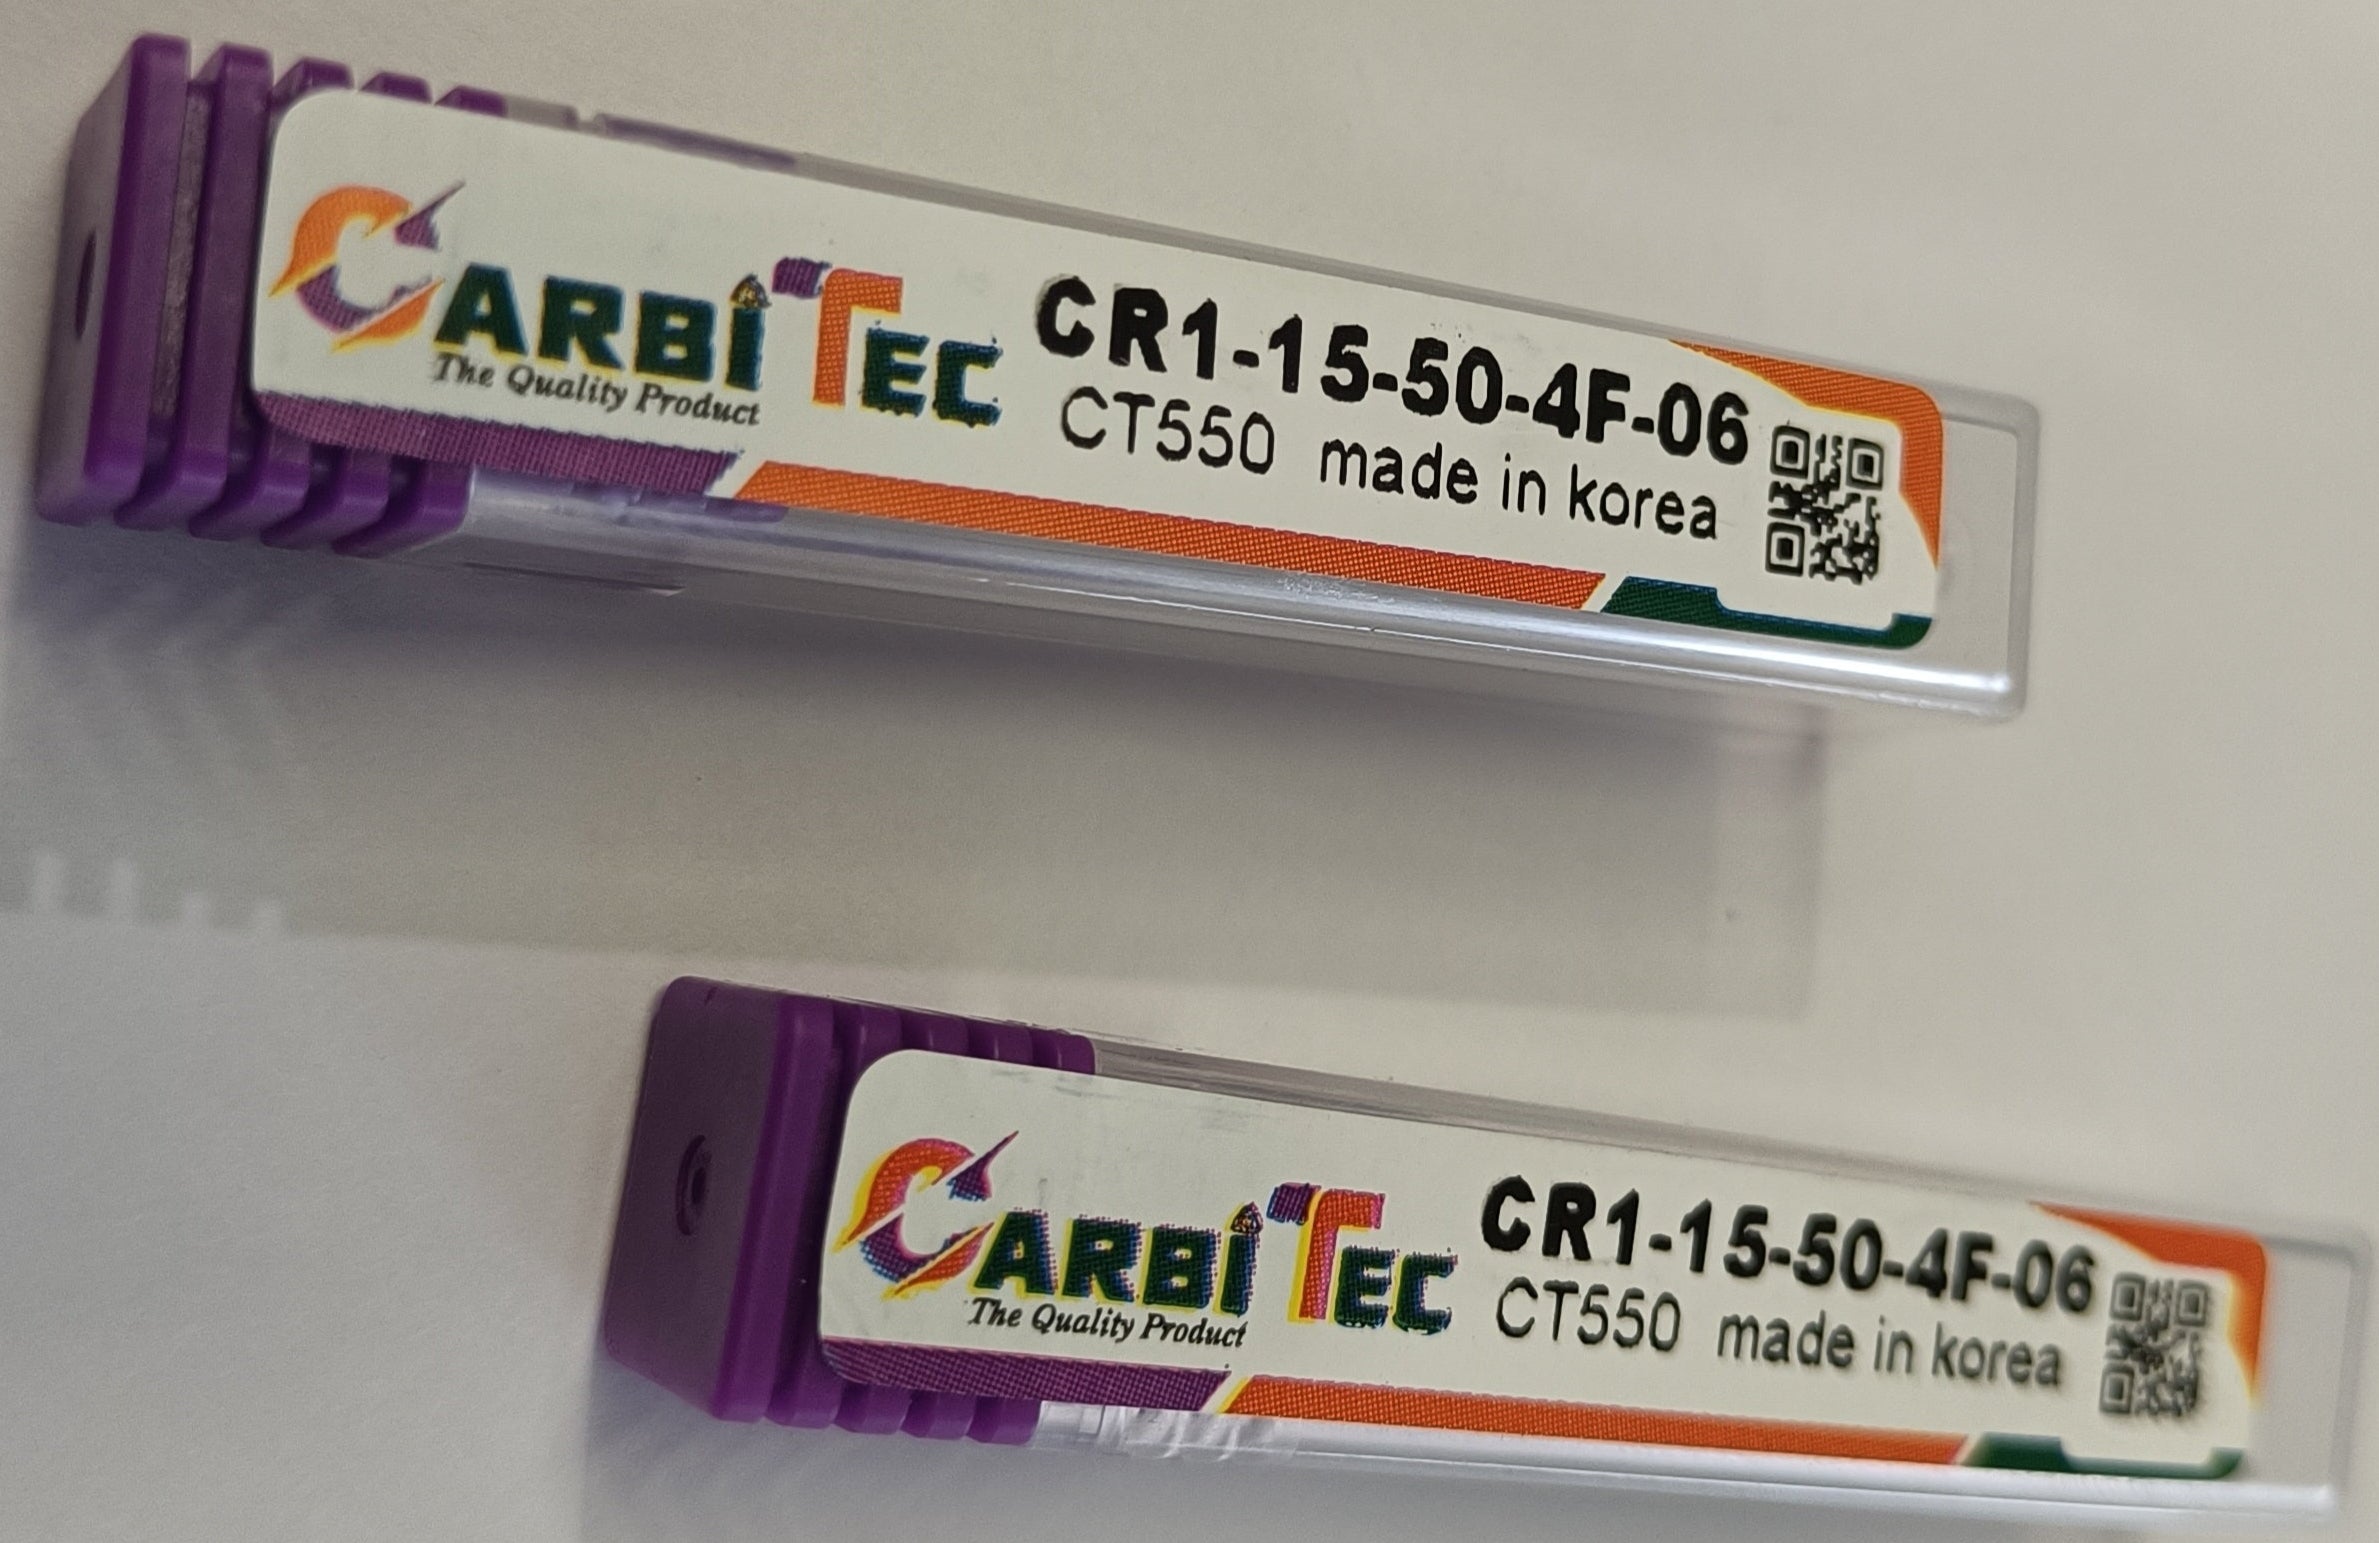 CARBiTEC
The Quality Product
CR1-15-50-4F-06
CT550 made in korea
CARBiTEC
The Quality Product
CR1-15-50-4F-06
CT550 made in korea